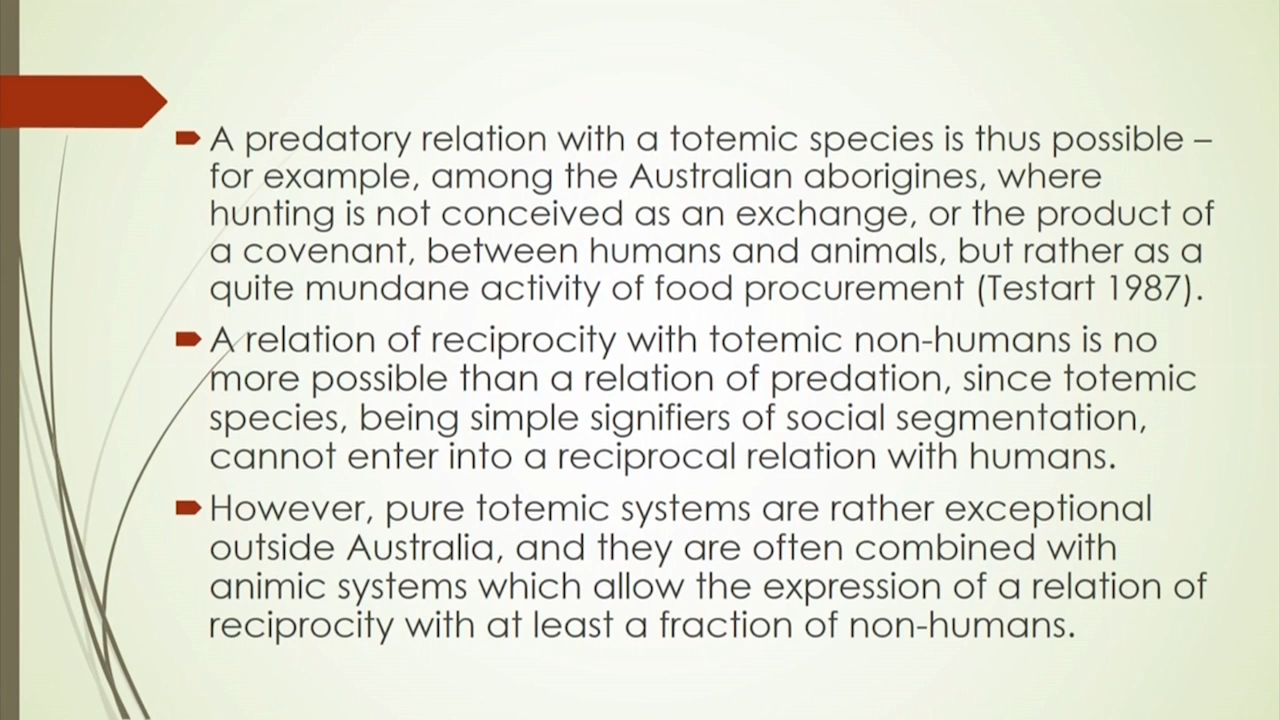 A predatory relation with a totemic species is thus possible –
for example, among the Australian aborigines, where
hunting is not conceived as an exchange, or the product of
a covenant, between humans and animals, but rather as a
quite mundane activity of food procurement (Testart 1987).
A relation of reciprocity with totemic non-humans is no
more possible than a relation of predation, since totemic
species, being simple signifiers of social segmentation,
cannot enter into a reciprocal relation with humans.
However, pure totemic systems are rather exceptional
outside Australia, and they are often combined with
animic systems which allow the expression of a relation of
reciprocity with at least a fraction of non-humans.